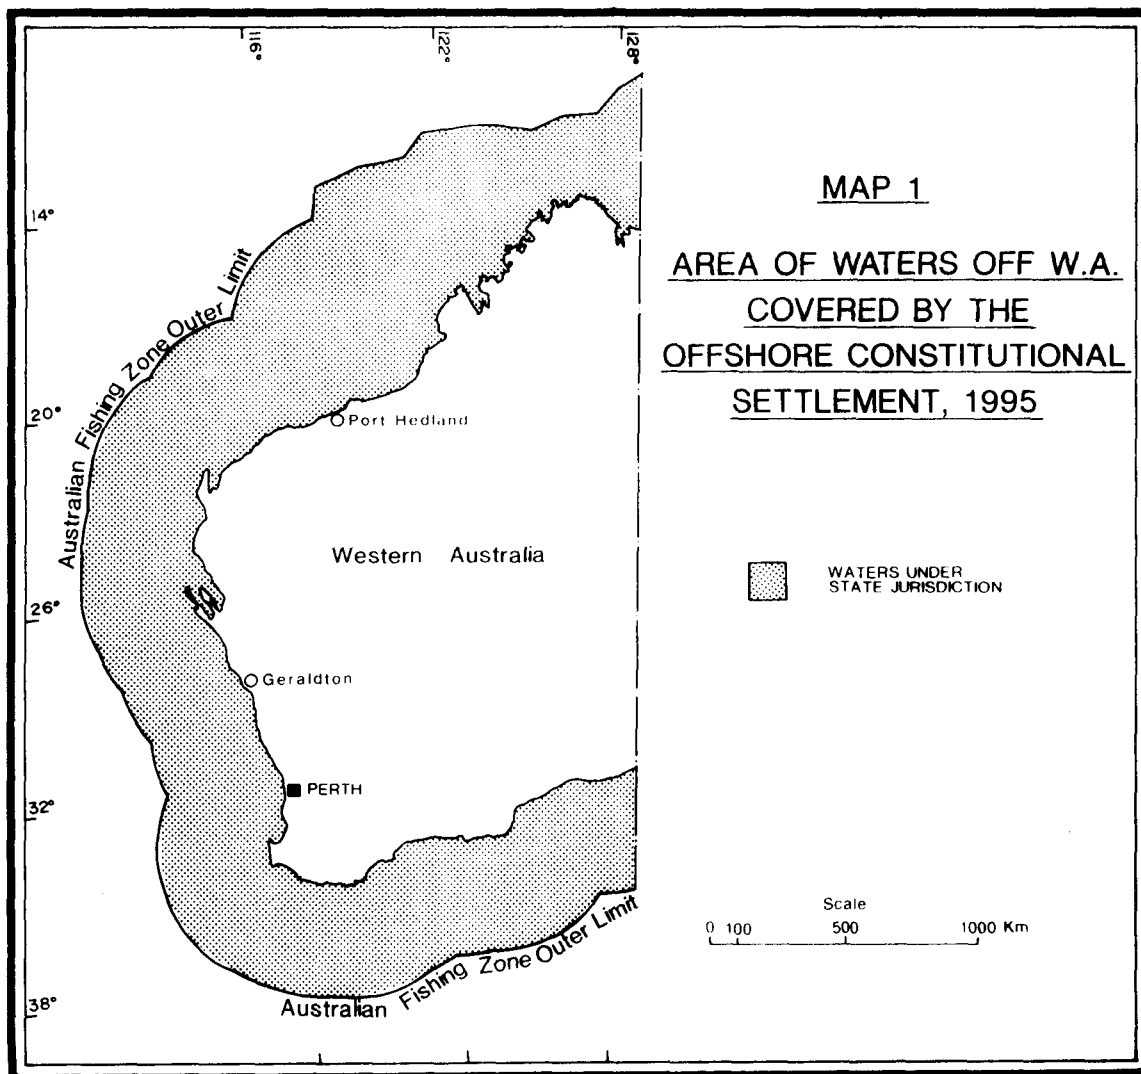 116°
122°
128°
MAP 1
AREA OF WATERS OFF W.A.
COVERED BY THE
OFFSHORE CONSTITUTIONAL
SETTLEMENT, 1995
14°
20°
26°
32°
38°
Australian Fishing Zone Outer Limit
Port Hedland
Western Australia
Geraldton
PERTH
WATERS UNDER
STATE JURISDICTION
Scale
0 100 500 1000 Km
Australian Fishing Zone Outer Limit